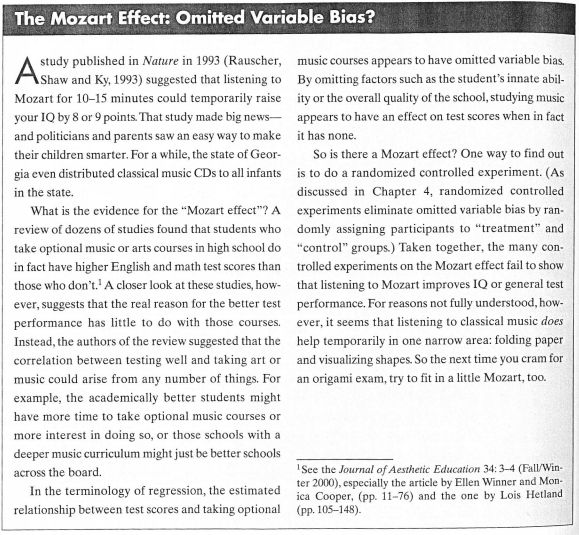 The Mozart Effect: Omitted Variable Bias?
A study published in Nature in 1993 (Rauscher,
Shaw and Ky, 1993) suggested that listening to
Mozart for 10–15 minutes could temporarily raise
your IQ by 8 or 9 points. That study made big news—
and politicians and parents saw an easy way to make
their children smarter. For a while, the state of Geor-
gia even distributed classical music CDs to all infants
in the state.
What is the evidence for the “Mozart effect”? A
review of dozens of studies found that students who
take optional music or arts courses in high school do
in fact have higher English and math test scores than
those who don’t.¹ A closer look at these studies, how-
ever, suggests that the real reason for the better test
performance has little to do with those courses.
Instead, the authors of the review suggested that the
correlation between testing well and taking art or
music could arise from any number of things. For
example, the academically better students might
have more time to take optional music courses or
more interest in doing so, or those schools with a
deeper music curriculum might just be better schools
across the board.
In the terminology of regression, the estimated
relationship between test scores and taking optional
music courses appears to have omitted variable bias.
By omitting factors such as the student’s innate abil-
ity or the overall quality of the school, studying music
appears to have an effect on test scores when in fact
it has none.
So is there a Mozart effect? One way to find out
is to do a randomized controlled experiment. (As
discussed in Chapter 4, randomized controlled
experiments eliminate omitted variable bias by ran-
domly assigning participants to “treatment” and
“control” groups.) Taken together, the many con-
trolled experiments on the Mozart effect fail to show
that listening to Mozart improves IQ or general test
performance. For reasons not fully understood, how-
ever, it seems that listening to classical music does
help temporarily in one narrow area: folding paper
and visualizing shapes. So the next time you cram for
an origami exam, try to fit in a little Mozart, too.
¹See the Journal of Aesthetic Education 34: 3–4 (Fall/Win-
ter 2000), especially the article by Ellen Winner and Mon-
ica Cooper, (pp. 11–76) and the one by Lois Hetland
(pp. 105–148).